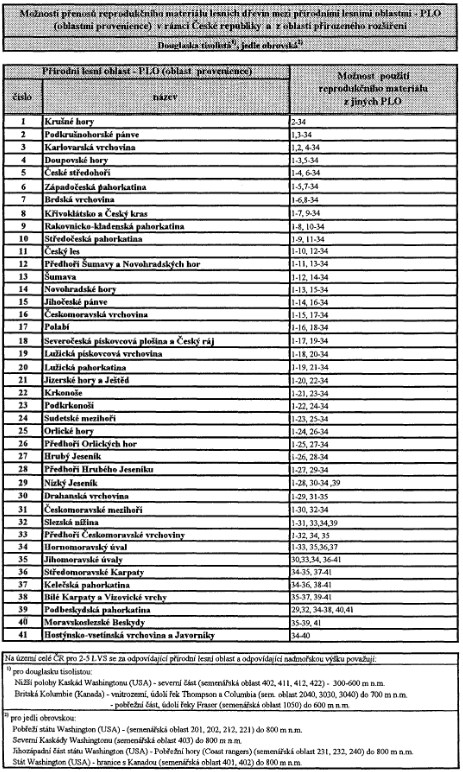 Možnosti přenosů reprodukčního materiálu lesních dřevin mezi přírodními lesními oblastmi - PLO
(oblastmi provenience) v rámci České republiky a z oblasti přirozeného rozšíření
Douglaska tisolistá1), jedle obrovská2)
Přírodní lesní oblast - PLO (oblast provenience)
Možnost použití reprodukčního materiálu z jiných PLO
číslo název
1 Krušné hory 2-34
2 Podkrušnohorské pánve 1,3-34
3 Karlovarská vrchovina 1,2, 4-34
4 Doupovské hory 1-3,5-34
5 České středohoří 1-4, 6-34
6 Západočeská pahorkatina 1-5,7-34
7 Brdská vrchovina 1-6,8-34
8 Křivoklátsko a Český kras 1-7, 9-34
9 Rakovnicko-kladenská pahorkatina 1-8, 10-34
10 Středočeská pahorkatina 1-9, 11-34
11 Český les 1-10, 12-34
12 Předhoří Šumavy a Novohradských hor 1-11, 13-34
13 Šumava 1-12, 14-34
14 Novohradské hory 1-13, 15-34
15 Jihočeské pánve 1-14, 16-34
16 Českomoravská vrchovina 1-15, 17-34
17 Polabí 1-16, 18-34
18 Severočeská pískovcová plošina a Český ráj 1-17, 19-34
19 Lužická pískovcová vrchovina 1-18, 20-34
20 Lužická pahorkatina 1-19, 21-34
21 Jizerské hory a Ještěd 1-20, 22-34
22 Krkonoše 1-21, 23-34
23 Podkrkonoší 1-22, 24-34
24 Sudetské mezihoří 1-23, 25-34
25 Orlické hory 1-24, 26-34
26 Předhoří Orlických hor 1-25, 27-34
27 Hrubý Jeseník 1-26, 28-34
28 Předhoří Hrubého Jeseníku 1-27, 29-34
29 Nízký Jeseník 1-28, 30-34 ,39
30 Drahanská vrchovina 1-29, 31-35
31 Českomoravské mezihoří 1-30, 32-34
32 Slezská nížina 1-31, 33,34,39
33 Předhoří Českomoravské vrchoviny 1-32, 34, 35
34 Hornomoravský úval 1-33, 35,36,37
35 Jihomoravské úvaly 30,33,34, 36-41
36 Středomoravské Karpaty 34-35, 37-41
37 Kelečská pahorkatina 34-36, 38-41
38 Bílé Karpaty a Vizovické vrchy 35-37, 39-41
39 Podbeskydská pahorkatina 29,32, 34-38, 40,41
40 Moravskoslezské Beskydy 35-39, 41
41 Hostýnsko-vsetínská vrchovina a Javorníky 34-40
Na území celé ČR pro 2-5 LVS se za odpovídající přírodní lesní oblast a odpovídající nadmořskou výšku považují:
1) pro douglasku tisolistou:
Nižší polohy Kaskád Washingtonu (USA) - severní část (semenářská oblast 402, 411, 412, 422) - 300-600 m n.m.
Britská Kolumbie (Kanada) - vnitrozemí, údolí řek Thompson a Columbia (sem. oblast 2040, 3030, 3040) do 700 m n.m.
- pobřežní část, údolí řeky Fraser (semenářská oblast 1050) do 600 m n.m.
2) pro jedli obrovskou:
Pobřeží státu Washington (USA) - (semenářská oblast 201, 202, 212, 221) do 800 m n.m.
Severní Kaskády Washingtonu (semenářská oblast 403) do 800 m n.m.
Jihozápadní část státu Washington (USA) - Pobřežní hory (Coast rangers) (semenářská oblast 231, 232, 240) do 800 m n.m.
Stát Washington (USA) - hranice s Kanadou (semenářská oblast 401, 402) do 800 m n.m.